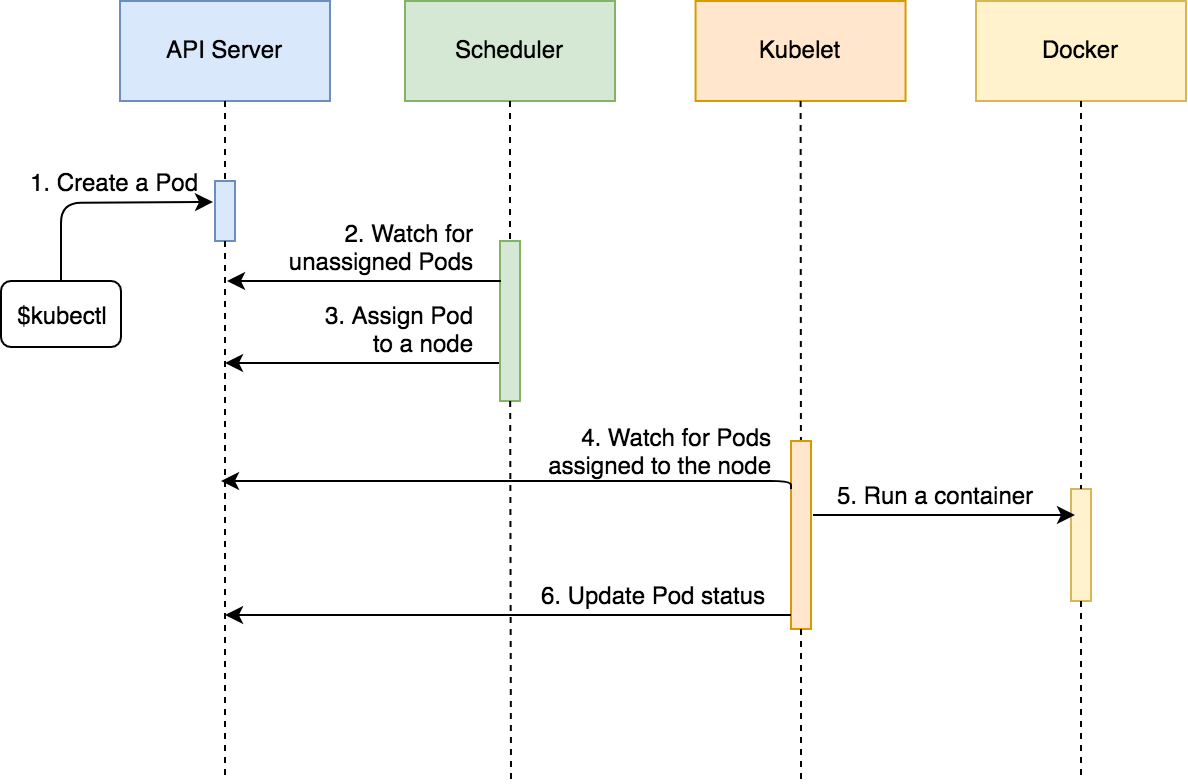 API Server
Scheduler
Kubelet
Docker
1. Create a Pod
$kubectl
2. Watch for
unassigned Pods
3. Assign Pod
to a node
4. Watch for Pods
assigned to the node
5. Run a container
6. Update Pod status